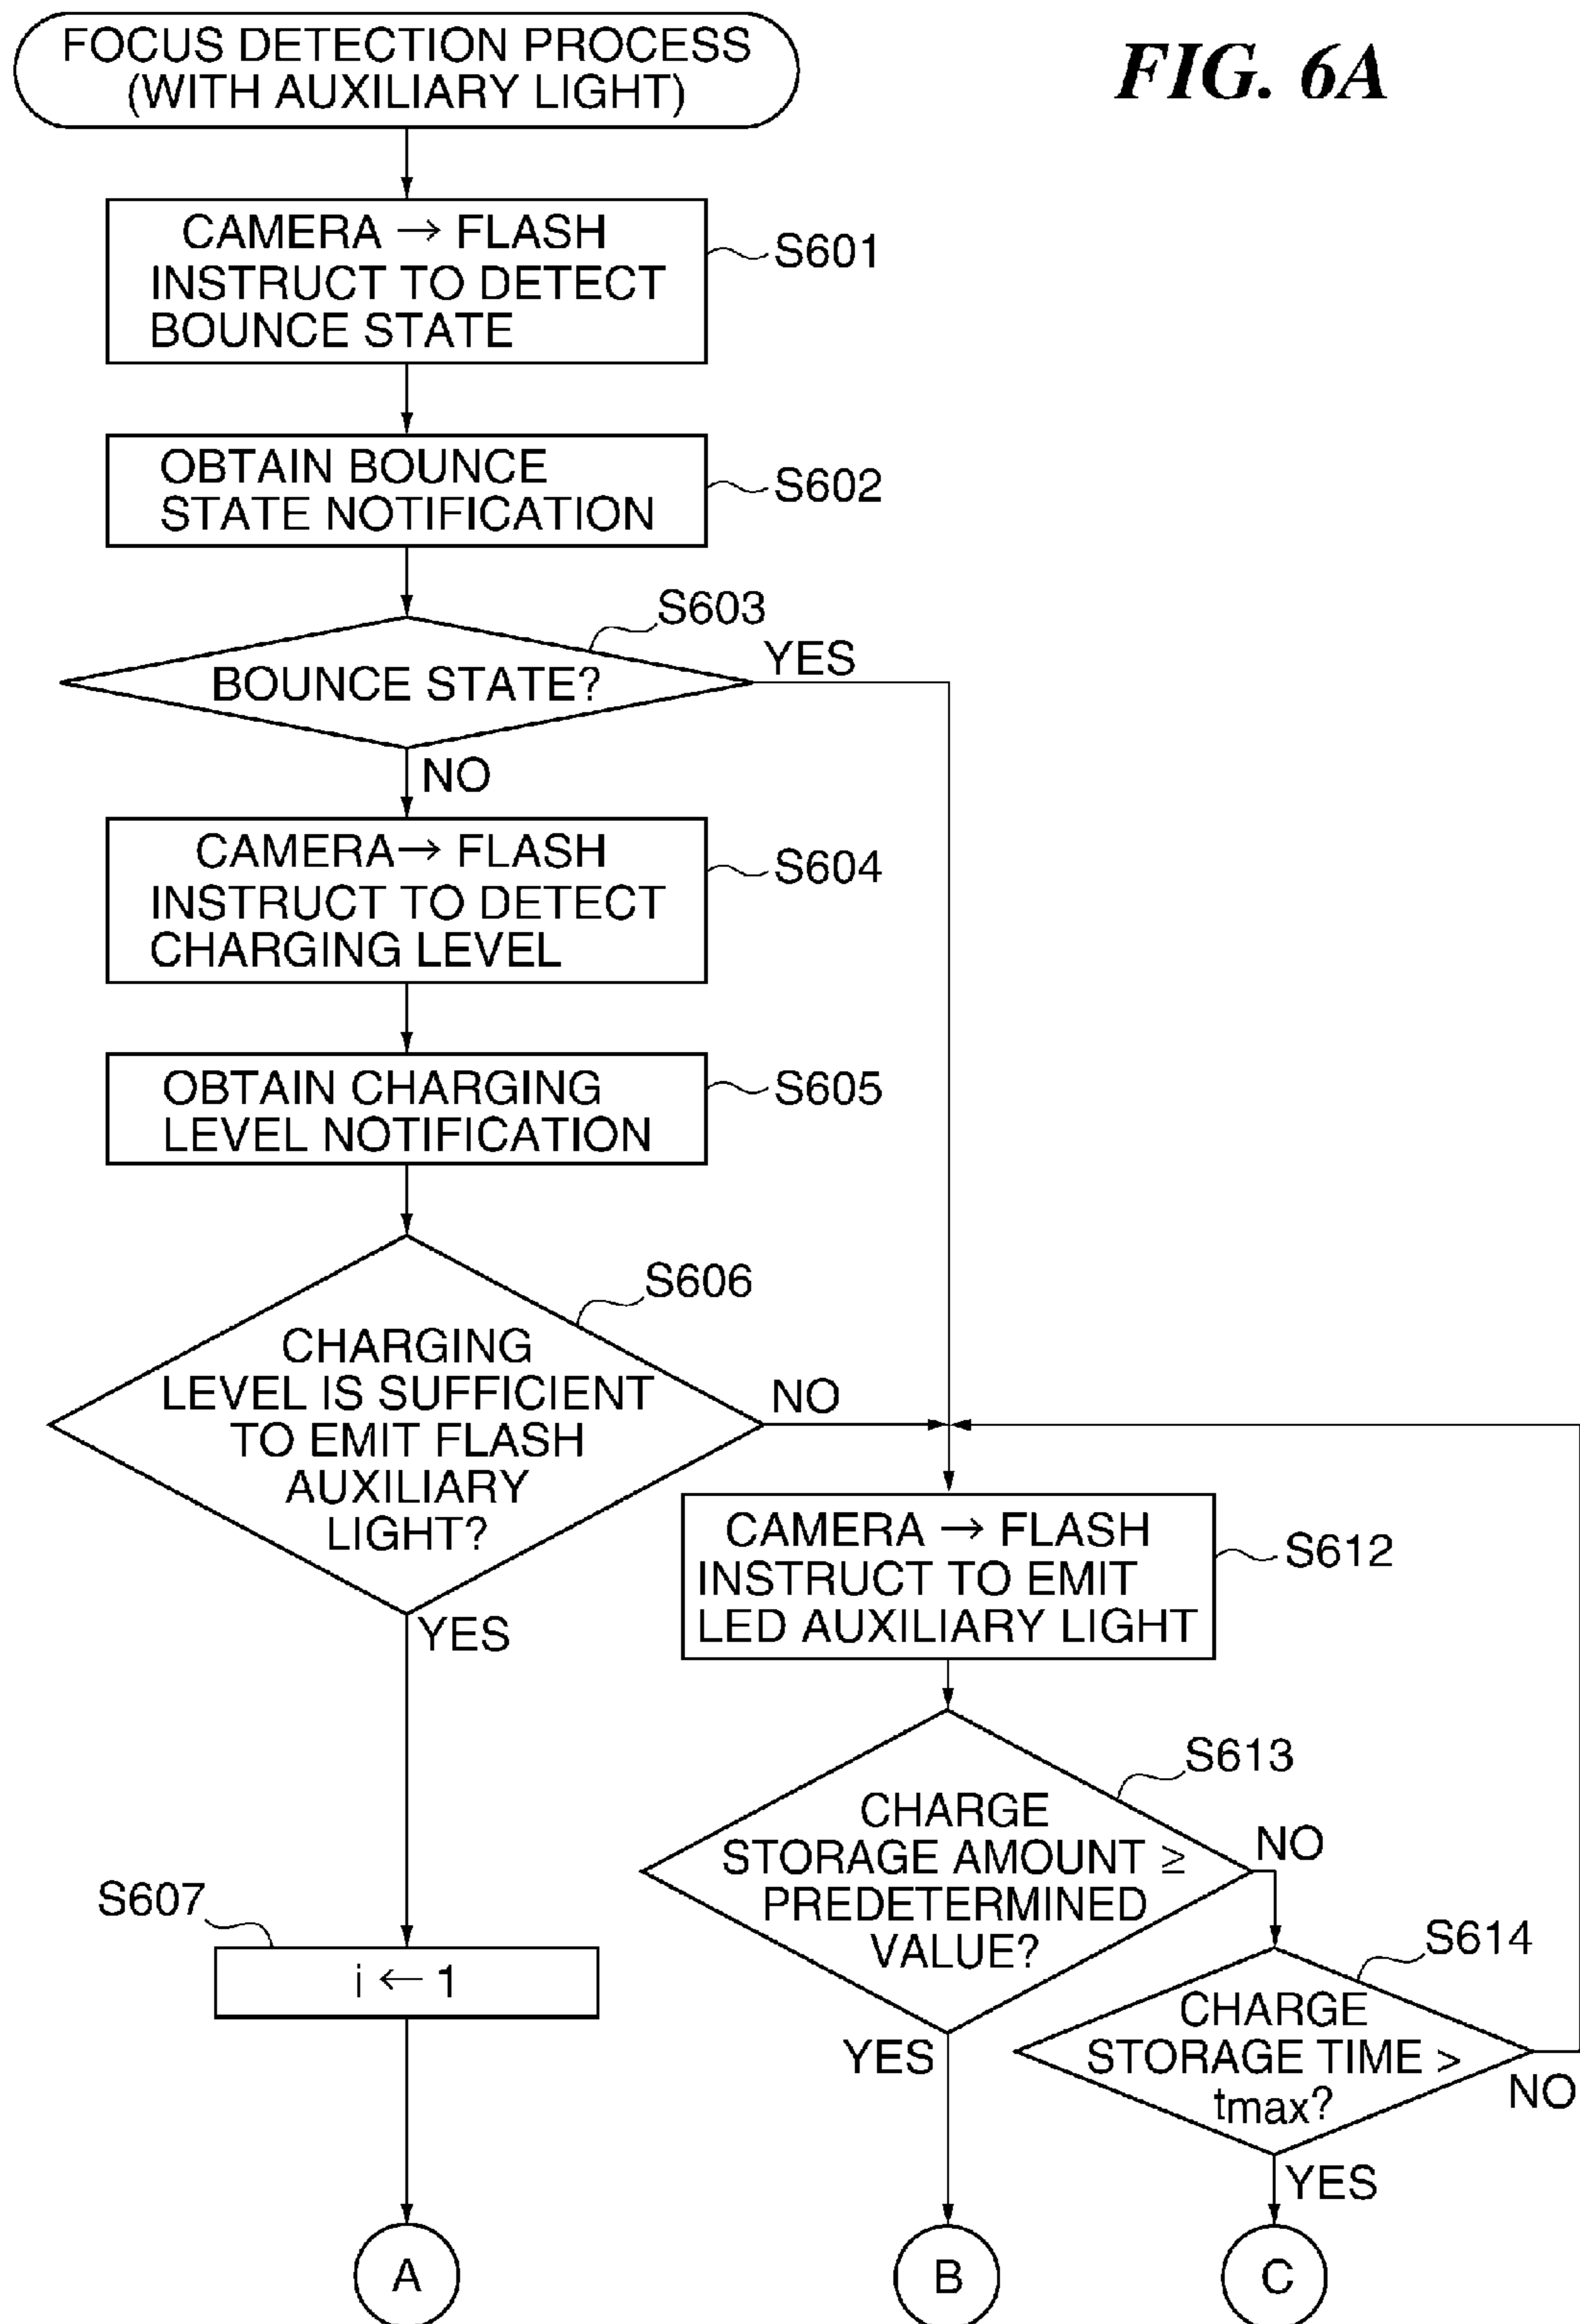 FIG. 6A
FOCUS DETECTION PROCESS
(WITH AUXILIARY LIGHT)
CAMERA → FLASH
INSTRUCT TO DETECT
BOUNCE STATE
S601
OBTAIN BOUNCE
STATE NOTIFICATION
S602
S603
BOUNCE STATE?
YES
NO
CAMERA→ FLASH
INSTRUCT TO DETECT
CHARGING LEVEL
S604
OBTAIN CHARGING
LEVEL NOTIFICATION
S605
S606
CHARGING
LEVEL IS SUFFICIENT
TO EMIT FLASH
AUXILIARY
LIGHT?
NO
YES
S607
i ← 1
A
CAMERA → FLASH
INSTRUCT TO EMIT
LED AUXILIARY LIGHT
S612
S613
CHARGE
STORAGE AMOUNT ≥
PREDETERMINED
VALUE?
NO
YES
S614
CHARGE
STORAGE TIME >
tmax?
NO
YES
B
C